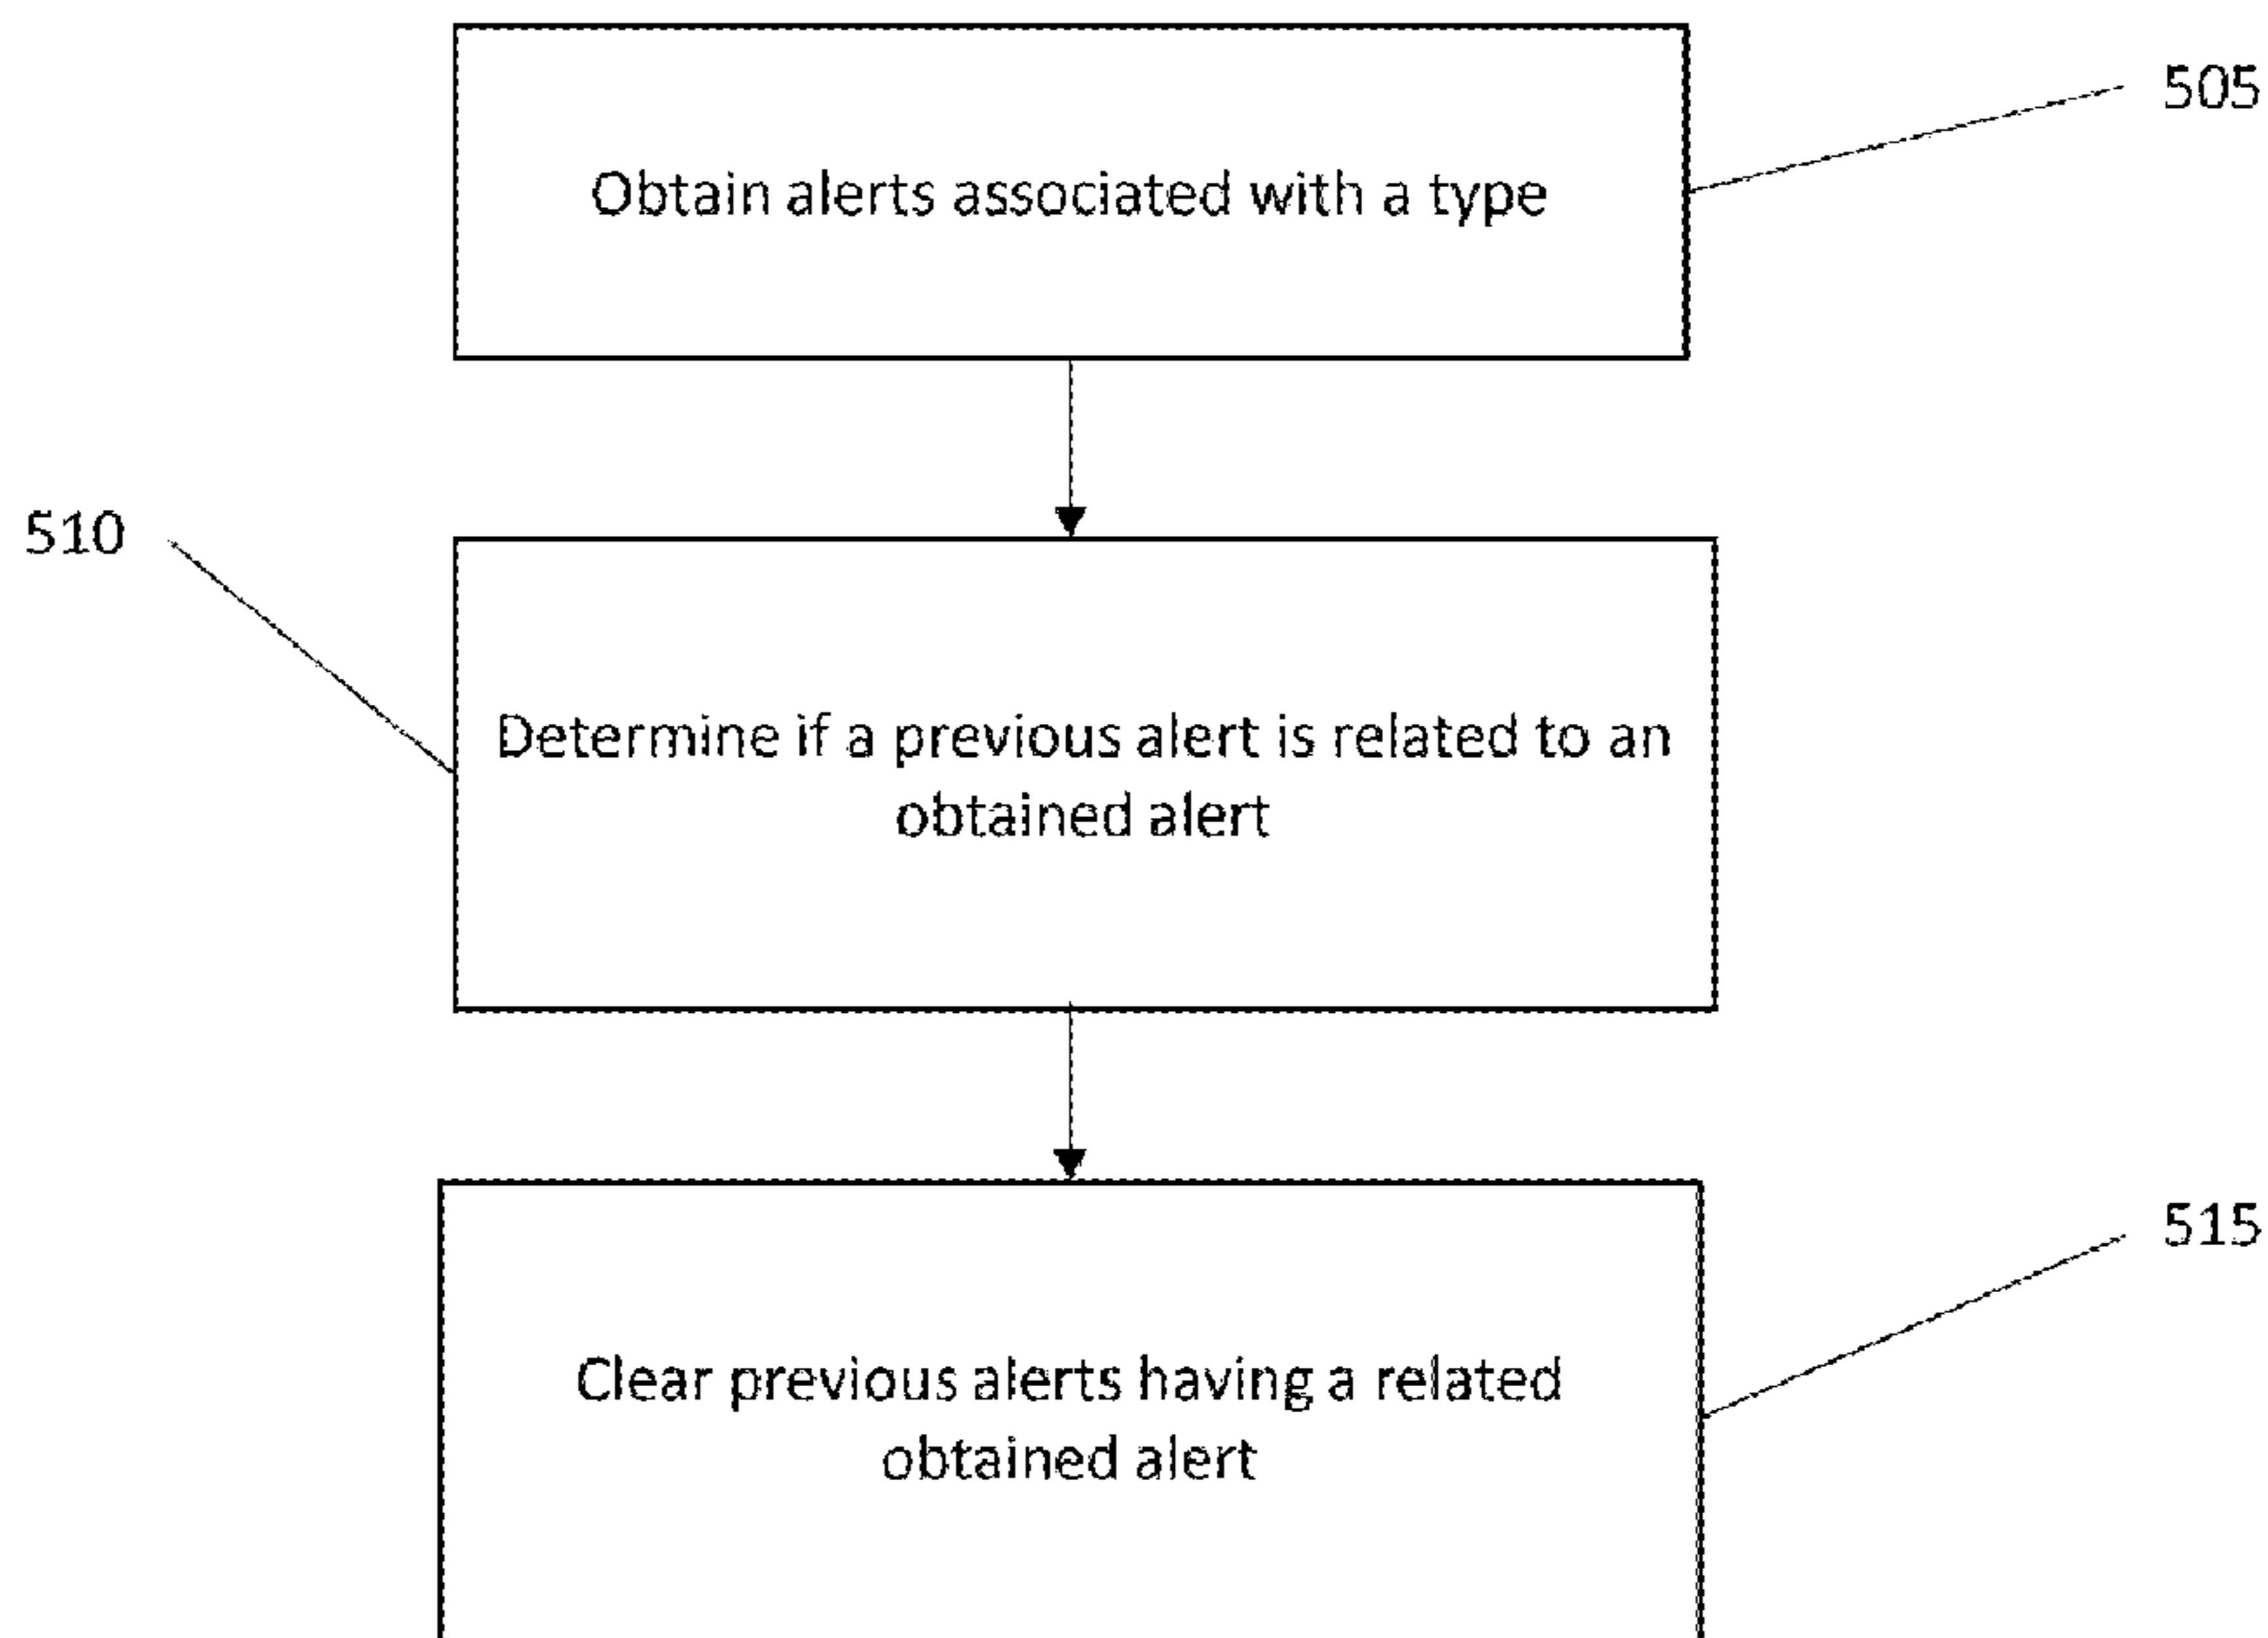 505
Obtain alerts associated with a type
510
Determine if a previous alert is related to an
obtained alert
515
Clear previous alerts having a related
obtained alert